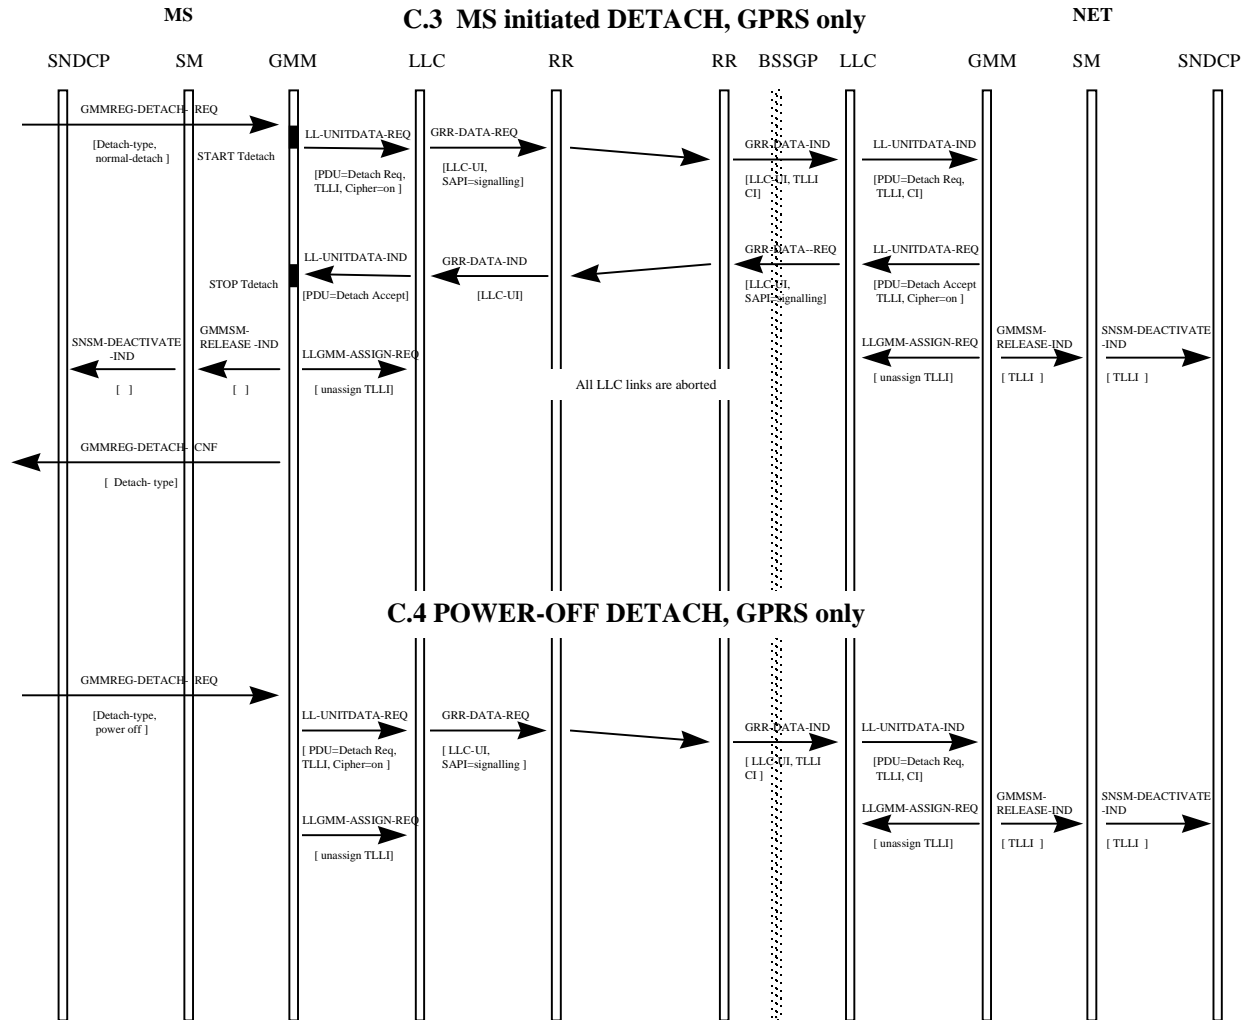 MS
C.3 MS initiated DETACH, GPRS only
NET
SNDCP SM GMM LLC RR RR BSSGP LLC GMM SM SNDCP
GMMREG-DETACH- REQ
[Detach-type,
normal-detach ]
START Tdetach
LL-UNITDATA-REQ
[PDU=Detach Req,
TLLI, Cipher=on ]
GRR-DATA-REQ
[LLC-UI,
SAPI=signalling]
GRR-DATA-IND
[LLC-UI, TLLI
CI]
LL-UNITDATA-IND
[PDU=Detach Req,
TLLI, CI]
LL-UNITDATA-IND
STOP Tdetach
[PDU=Detach Accept]
GRR-DATA-IND
[LLC-UI]
GRR-DATA--REQ
[LLC-UI,
SAPI=signalling]
LL-UNITDATA-REQ
[PDU=Detach Accept
TLLI, Cipher=on ]
SNSM-DEACTIVATE
-IND
[ ]
GMMSM-
RELEASE -IND
[ ]
LLGMM-ASSIGN-REQ
[ unassign TLLI]
All LLC links are aborted
LLGMM-ASSIGN-REQ
[ unassign TLLI]
GMMSM-
RELEASE-IND
[ TLLI ]
SNSM-DEACTIVATE
-IND
[ TLLI ]
GMMREG-DETACH- CNF
[ Detach- type]
C.4 POWER-OFF DETACH, GPRS only
GMMREG-DETACH- REQ
[Detach-type,
power off ]
LL-UNITDATA-REQ
[ PDU=Detach Req,
TLLI, Cipher=on ]
GRR-DATA-REQ
[ LLC-UI,
SAPI=signalling ]
GRR-DATA-IND
[ LLC-UI, TLLI
CI ]
LL-UNITDATA-IND
[PDU=Detach Req,
TLLI, CI]
LLGMM-ASSIGN-REQ
[ unassign TLLI]
LLGMM-ASSIGN-REQ
[ unassign TLLI]
GMMSM-
RELEASE-IND
[ TLLI ]
SNSM-DEACTIVATE
-IND
[ TLLI ]